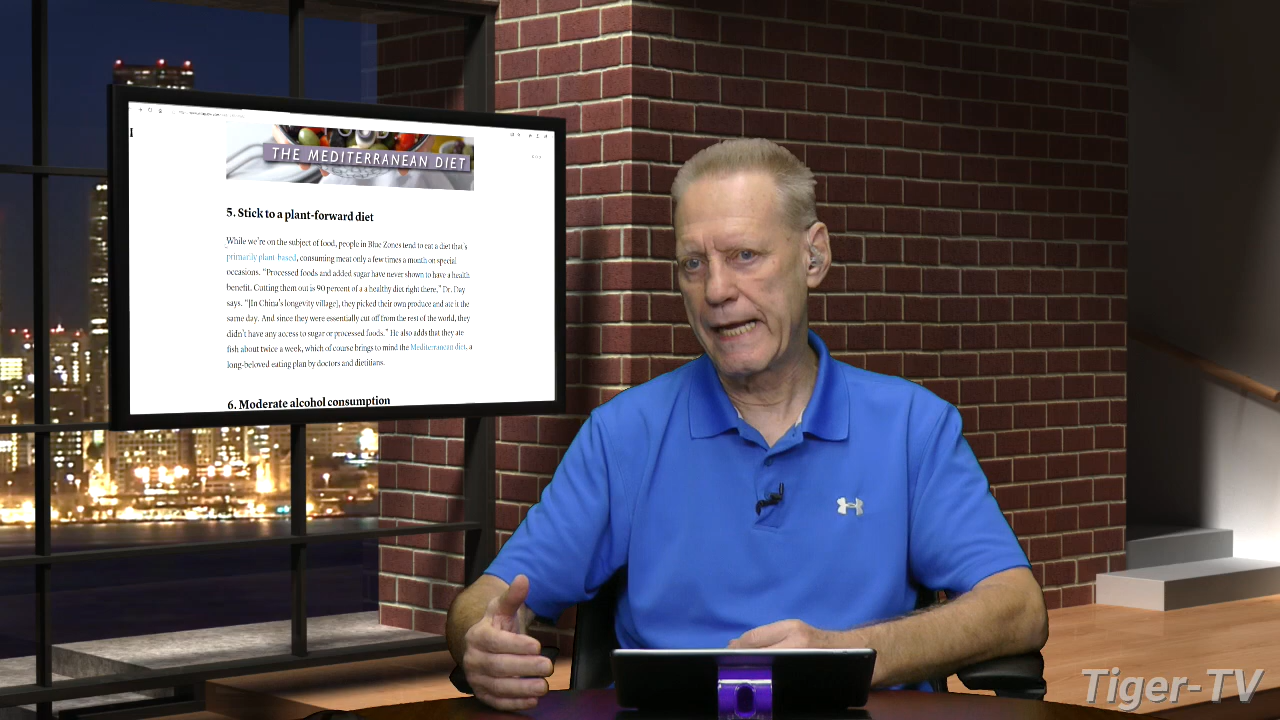 THE MEDITERRANEAN DIET
5. Stick to a plant-forward diet
While we're on the subject of food, people in Blue Zones tend to eat a diet that's
primarily plant-based, consuming meat only a few times a month on special
occasions. "Processed foods and added sugar have never shown to have a health
benefit. Cutting them out is 90 percent of a a healthy diet right there," Dr. Day
says. "[In China's longevity village], they picked their own produce and ate it the
same day. And since they were essentially cut off from the rest of the world, they
didn't have any access to sugar or processed foods." He also adds that they ate
fish about twice a week, which of course brings to mind the Mediterranean diet, a
long-beloved eating plan by doctors and dietitians.
6. Moderate alcohol consumption
Tiger-TV